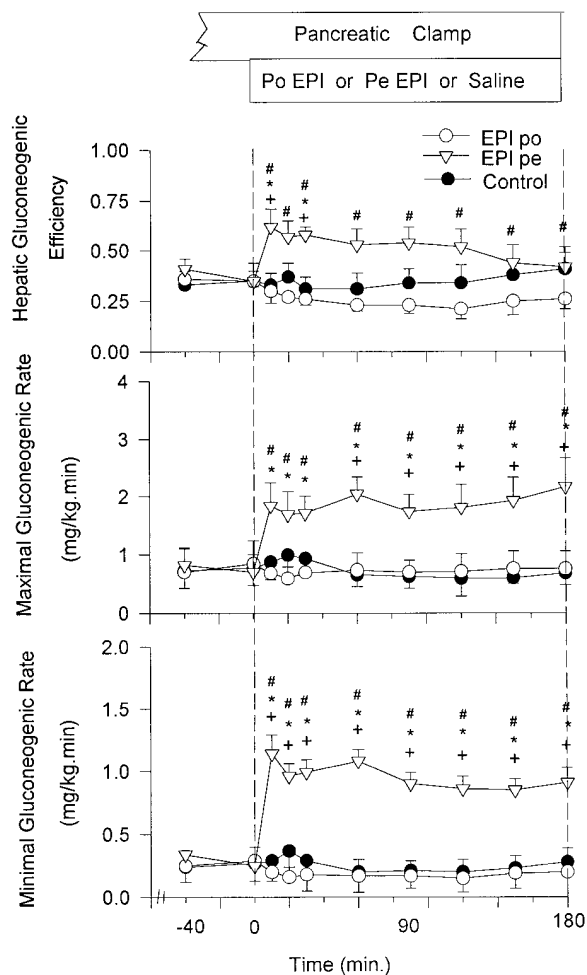 Pancreatic Clamp
Po EPI or Pe EPI or Saline
EPI po
EPI pe
Control
Hepatic Gluconeogenic
Efficiency
1.00
0.75
0.50
0.25
0.00
# # # # # # # #
* *
+ +
Maximal Gluconeogenic Rate
(mg/kg.min)
4
3
2
1
0
# # # # # # # #
* * * * * * * *
+ + + + +
Minimal Gluconeogenic Rate
(mg/kg.min)
2.0
1.5
1.0
0.5
0.0
# # # # # # # #
* * * * * * * *
+ + + + + + + +
-40 0 90 180
Time (min.)